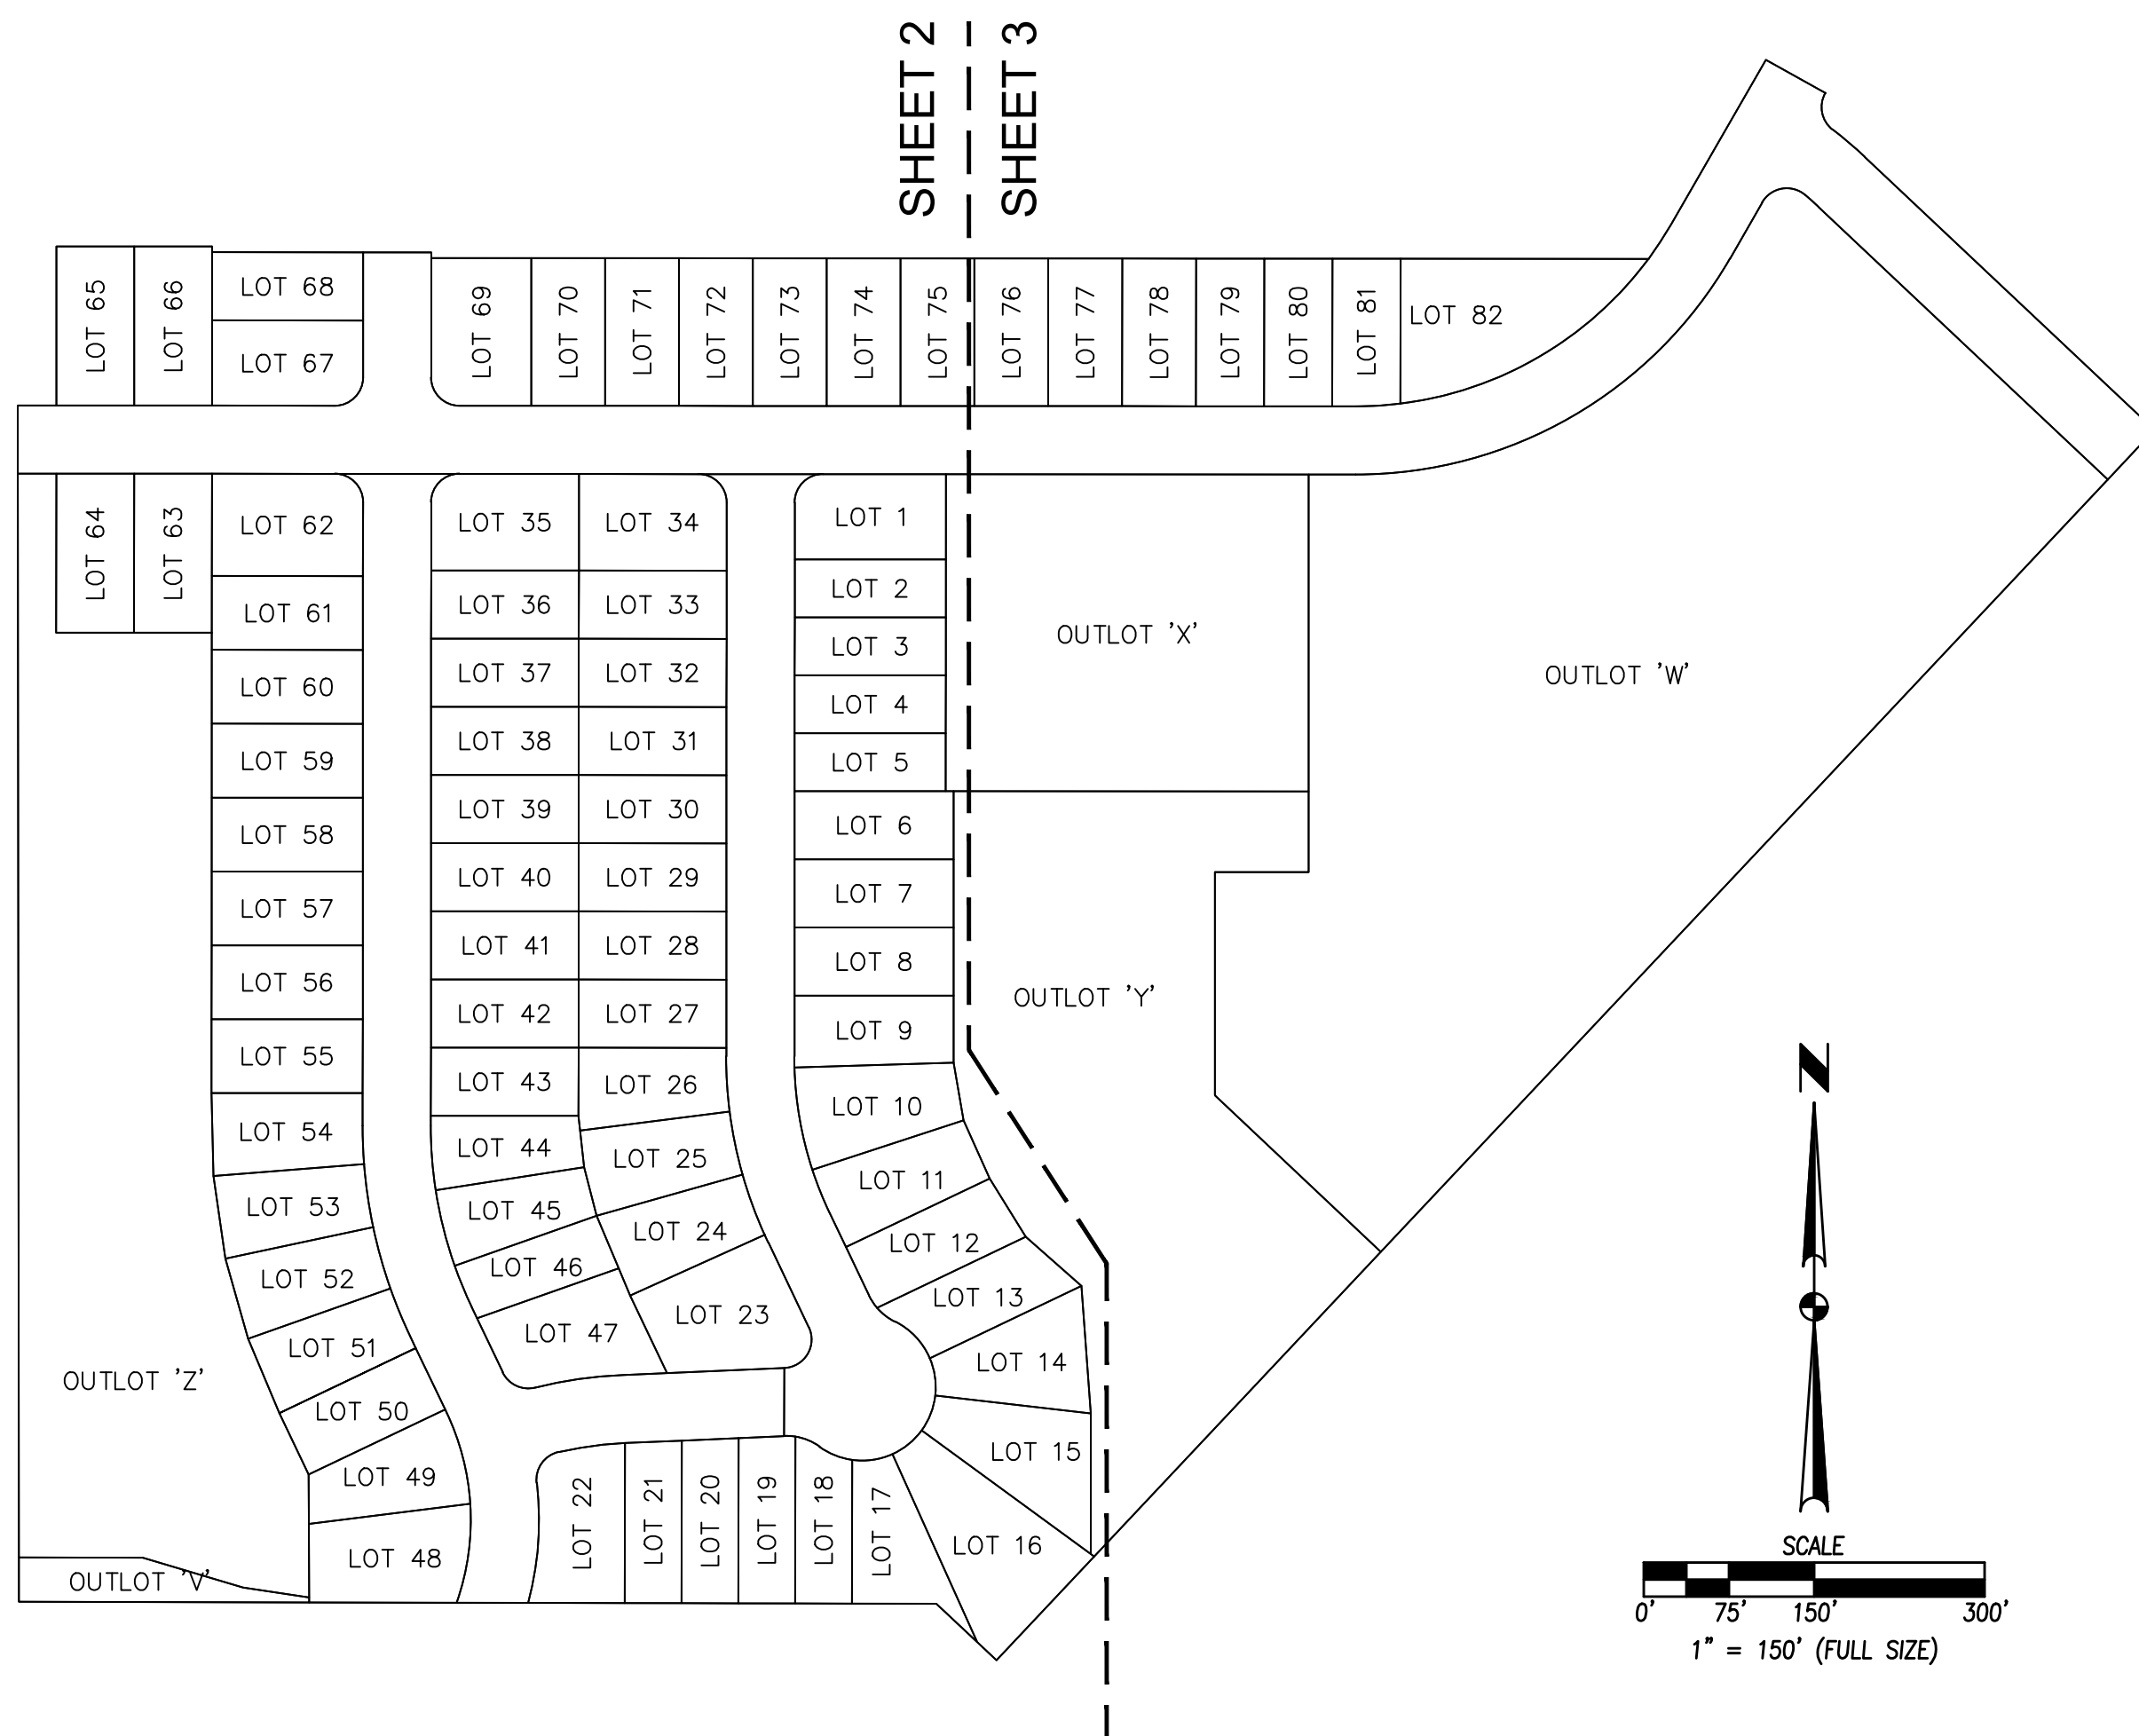 SHEET 2
SHEET 3
LOT 65
LOT 66
LOT 68
LOT 67
LOT 69
LOT 70
LOT 71
LOT 72
LOT 73
LOT 74
LOT 75
LOT 76
LOT 77
LOT 78
LOT 79
LOT 80
LOT 81
LOT 82
LOT 64
LOT 63
LOT 62
LOT 35
LOT 34
LOT 1
LOT 2
LOT 61
LOT 36
LOT 33
LOT 3
OUTLOT 'X'
LOT 60
LOT 37
LOT 32
OUTLOT 'W'
LOT 4
LOT 59
LOT 38
LOT 31
LOT 5
LOT 58
LOT 39
LOT 30
LOT 6
LOT 57
LOT 40
LOT 29
LOT 7
LOT 56
LOT 41
LOT 28
LOT 8
OUTLOT 'Y'
LOT 55
LOT 42
LOT 27
LOT 9
LOT 43
LOT 26
LOT 10
LOT 54
LOT 44
LOT 25
LOT 11
LOT 53
LOT 45
LOT 24
LOT 12
LOT 52
LOT 46
LOT 13
LOT 51
LOT 47
LOT 23
LOT 14
OUTLOT 'Z'
LOT 50
LOT 15
LOT 49
LOT 22
LOT 21
LOT 20
LOT 19
LOT 18
LOT 17
LOT 16
LOT 48
OUTLOT 'V'
N
SCALE
0' 75' 150' 300'
1" = 150' (FULL SIZE)